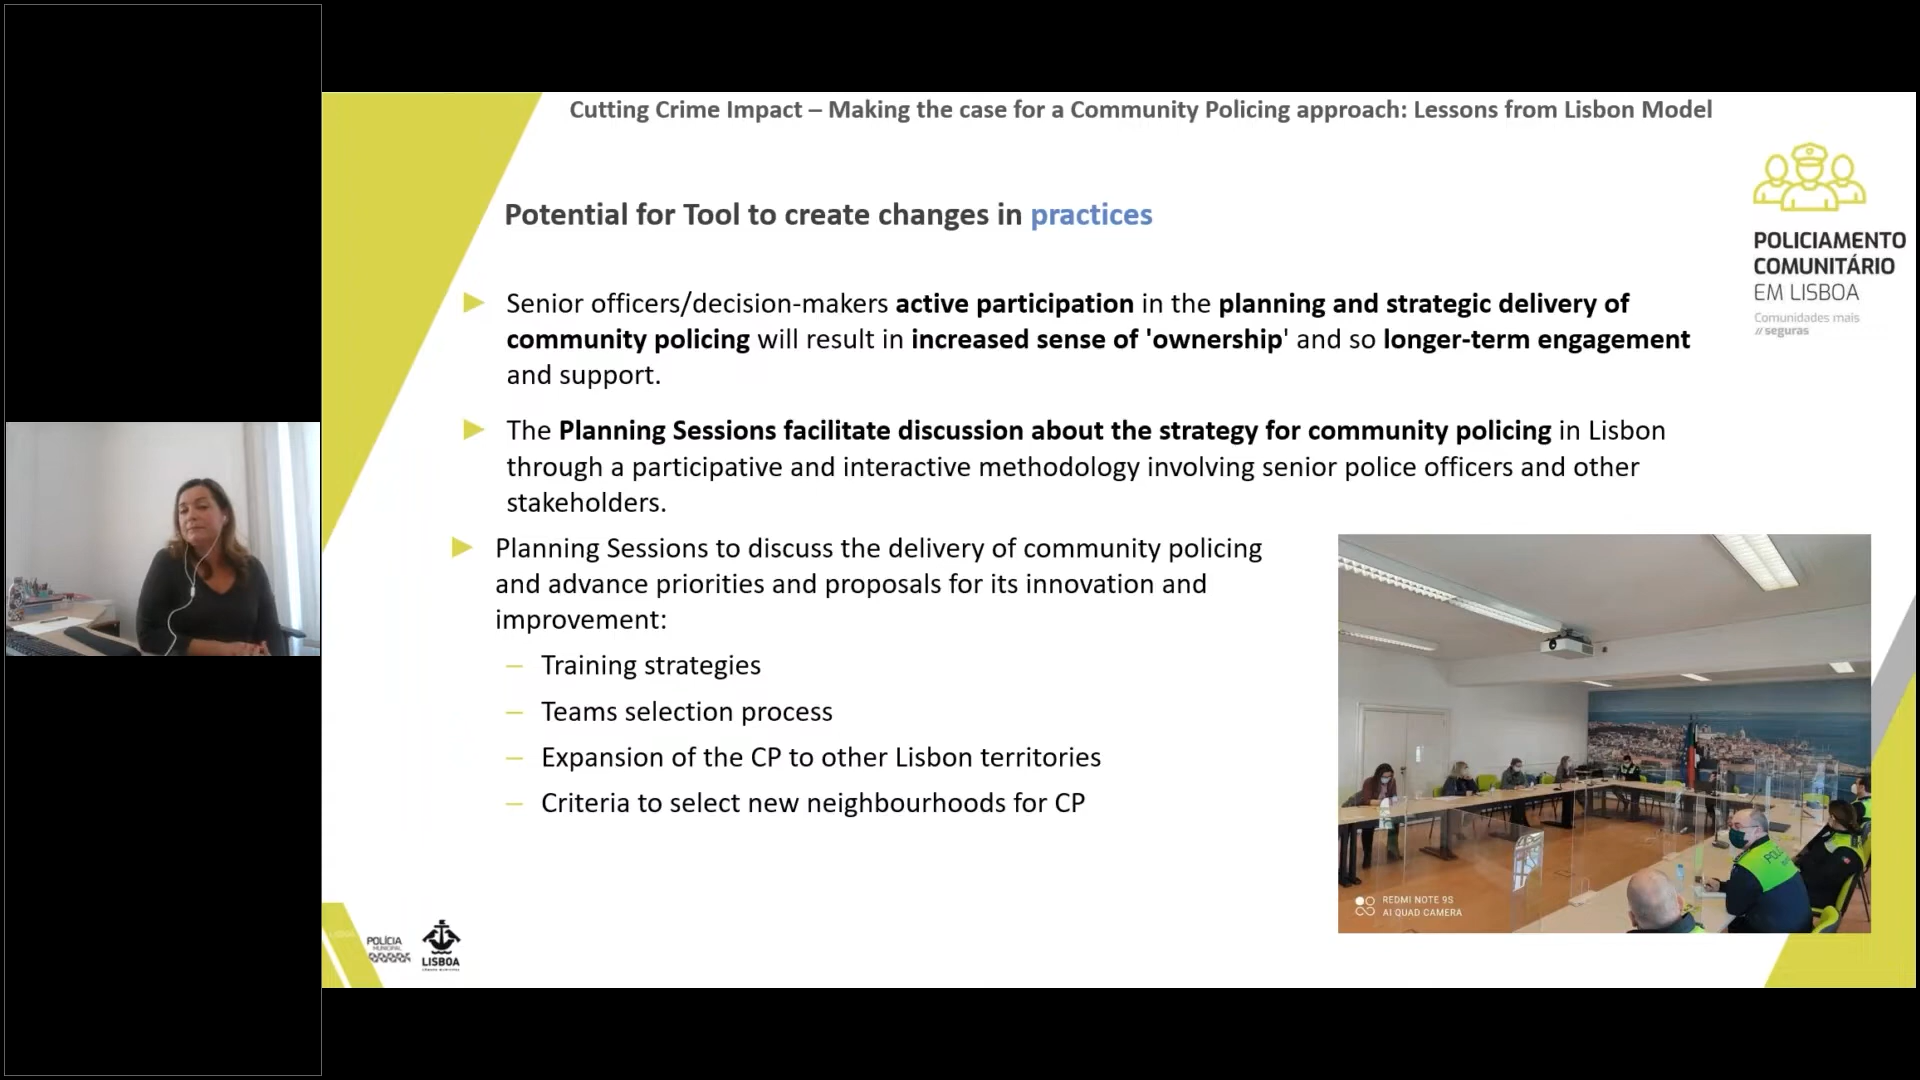 Cutting Crime Impact – Making the case for a Community Policing approach: Lessons from Lisbon Model
POLICIAMENTO
COMUNITÁRIO
EM LISBOA
Comunidades mais
// seguras
Potential for Tool to create changes in practices
Senior officers/decision-makers active participation in the planning and strategic delivery of
community policing will result in increased sense of 'ownership' and so longer-term engagement
and support.
The Planning Sessions facilitate discussion about the strategy for community policing in Lisbon
through a participative and interactive methodology involving senior police officers and other
stakeholders.
Planning Sessions to discuss the delivery of community policing
and advance priorities and proposals for its innovation and
improvement:
– Training strategies
– Teams selection process
– Expansion of the CP to other Lisbon territories
– Criteria to select new neighbourhoods for CP
REDMI NOTE 9S
AI QUAD CAMERA
POLÍCIA
MUNICIPAL
LISBOA